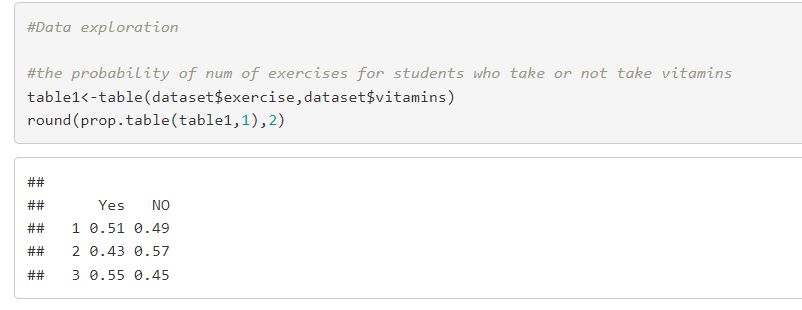 #Data exploration
#the probability of num of exercises for students who take or not take vitamins
table1<-table(dataset$exercise,dataset$vitamins)
round(prop.table(table1,1),2)
##
##      Yes   NO
##   1 0.51 0.49
##   2 0.43 0.57
##   3 0.55 0.45